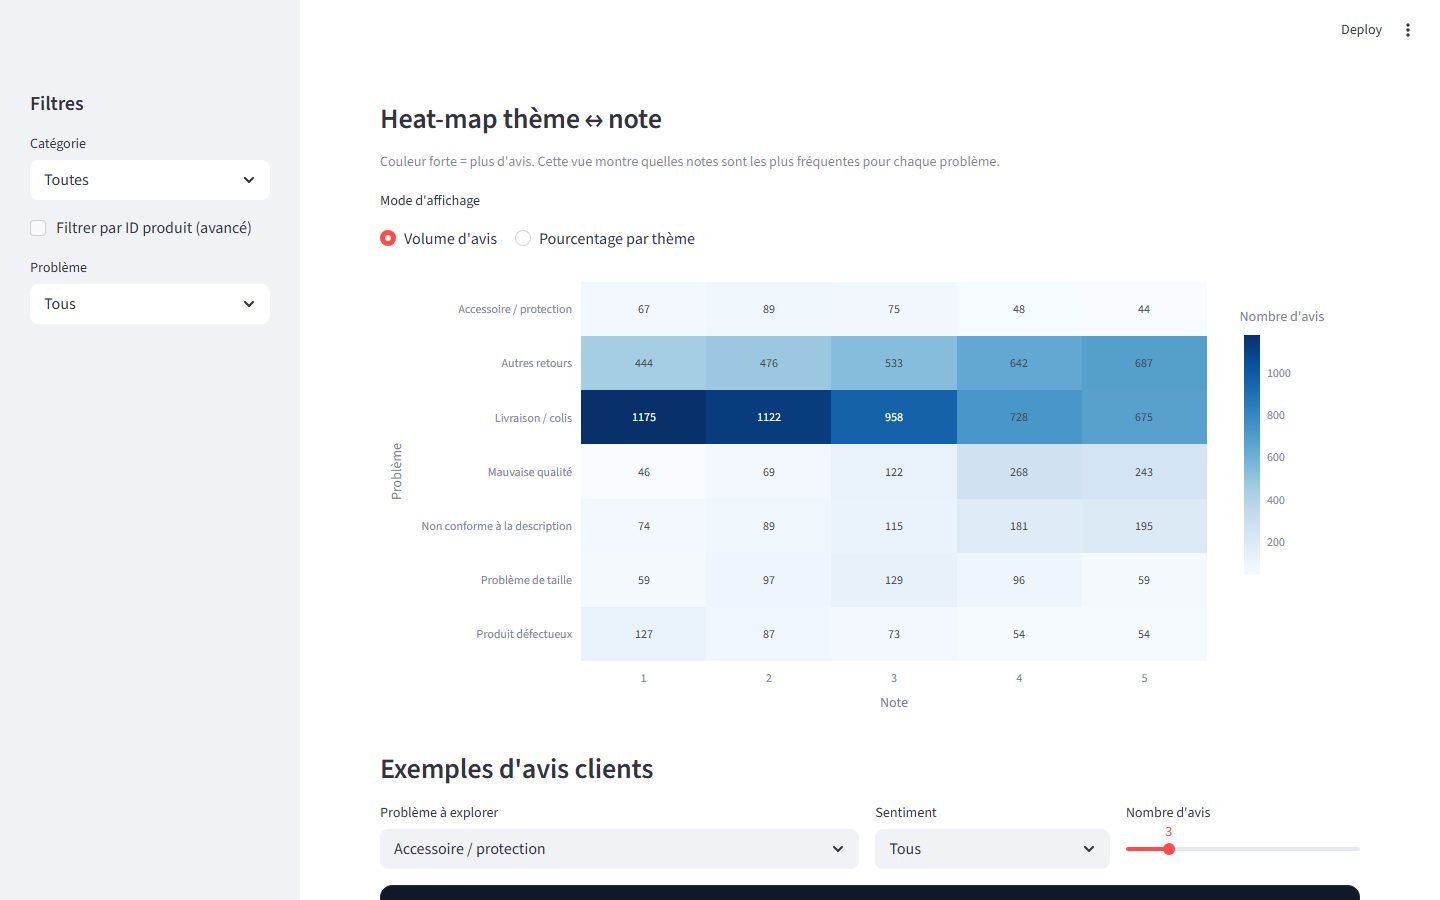 Deploy
Filtres
Catégorie
Toutes
Filtrer par ID produit (avancé)
Problème
Tous
Heat-map thème ↔ note
Couleur forte = plus d'avis. Cette vue montre quelles notes sont les plus fréquentes pour chaque problème.
Mode d'affichage
Volume d'avis Pourcentage par thème
Accessoire / protection 67 89 75 48 44
Autres retours 444 476 533 642 687
Livraison / colis 1175 1122 958 728 675
Mauvaise qualité 46 69 122 268 243
Non conforme à la description 74 89 115 181 195
Problème de taille 59 97 129 96 59
Produit défectueux 127 87 73 54 54
1 2 3 4 5
Note
Problème
Nombre d'avis
1000
800
600
400
200
Exemples d'avis clients
Problème à explorer
Accessoire / protection
Sentiment
Tous
Nombre d'avis
3